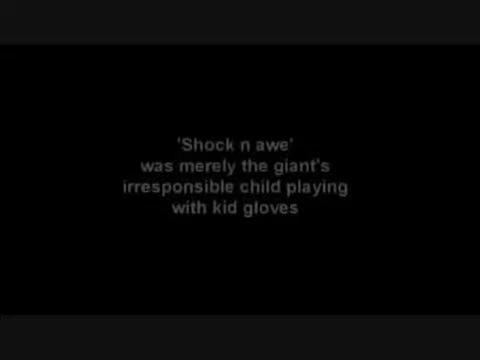 'Shock n awe'
was merely the giant's
irresponsible child playing
with kid gloves